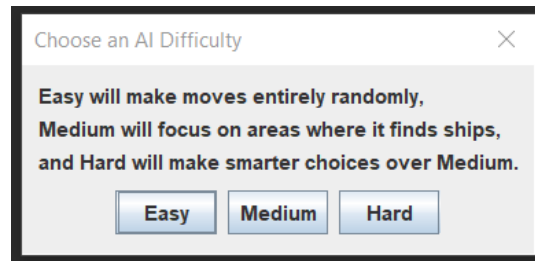 Choose an AI Difficulty
Easy will make moves entirely randomly,
Medium will focus on areas where it finds ships,
and Hard will make smarter choices over Medium.
Easy Medium Hard